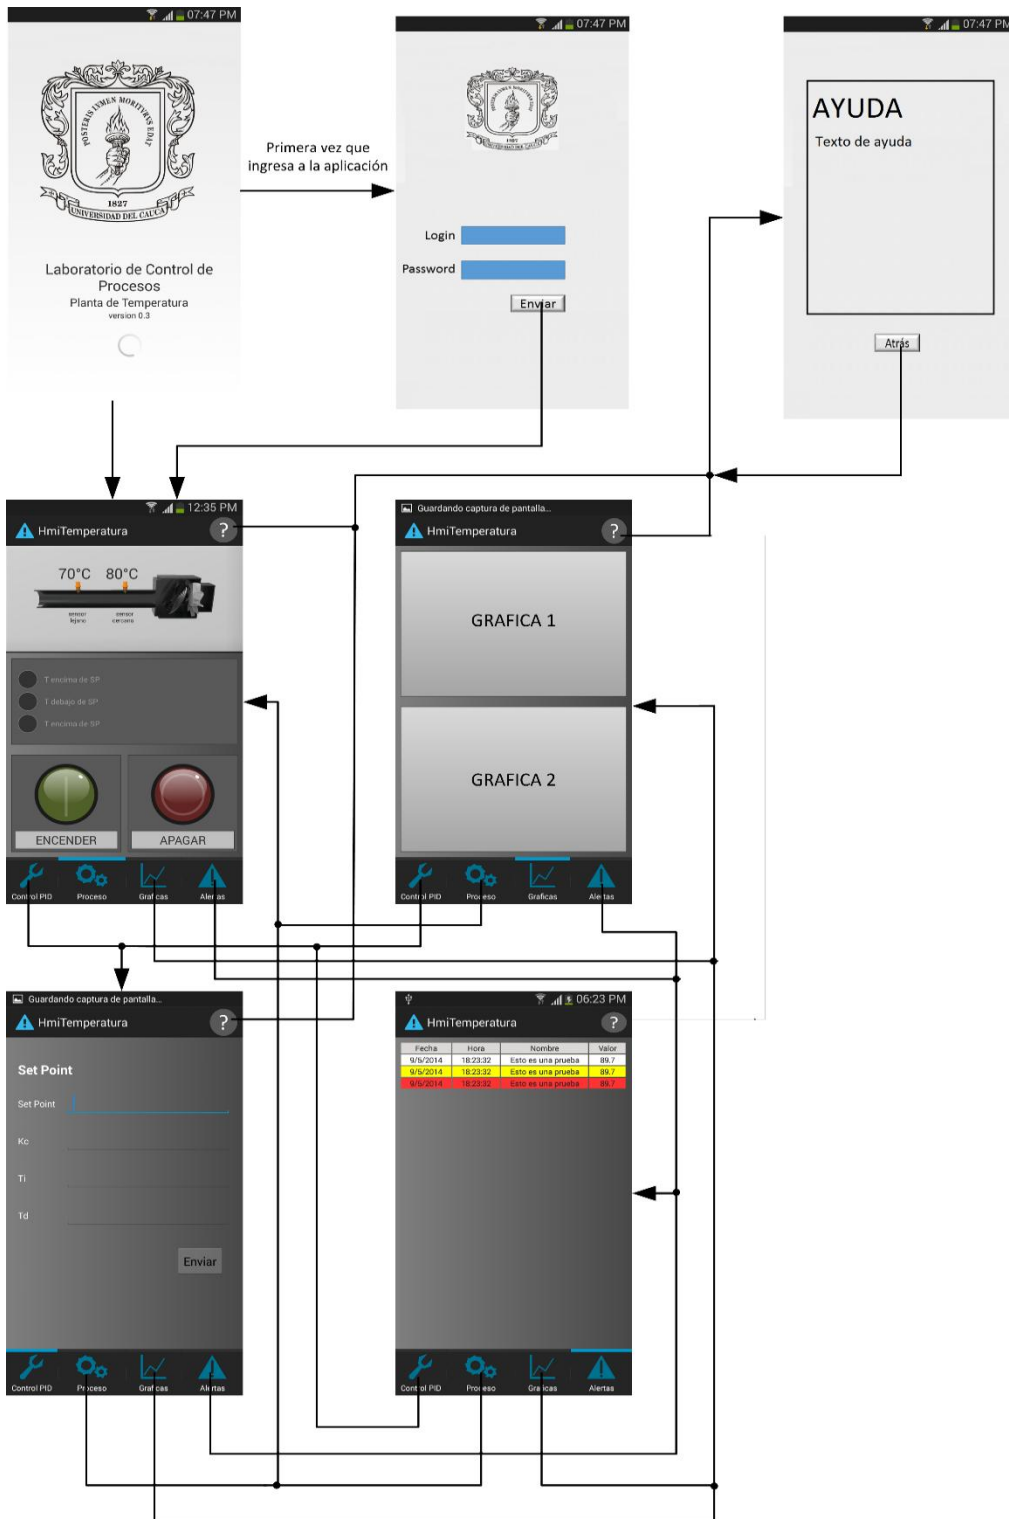 07:47 PM
POSTERIS LVMEN MORITVRVS EDAT
1827
UNIVERSIDAD DEL CAUCA
Laboratorio de Control de
Procesos
Planta de Temperatura
version 0.3
Primera vez que
ingresa a la aplicación
07:47 PM
Login
Password
Enviar
07:47 PM
AYUDA
Texto de ayuda
Atrás
12:35 PM
HmiTemperatura
?
70°C 80°C
sensor
lejano
sensor
cercano
T encima de SP
T debajo de SP
T encima de SP
ENCENDER
APAGAR
Control PID
Proceso
Graficas
Alertas
Guardando captura de pantalla...
HmiTemperatura
?
GRAFICA 1
GRAFICA 2
Control PID
Proceso
Graficas
Alertas
Guardando captura de pantalla...
HmiTemperatura
?
Set Point
Set Point
Kc
Ti
Td
Enviar
Control PID
Proceso
Graficas
Alertas
06:23 PM
HmiTemperatura
?
Fecha Hora Nombre Valor
9/5/2014 18:23:32 Esto es una prueba 89.7
9/5/2014 18:23:32 Esto es una prueba 89.7
9/5/2014 18:23:32 Esto es una prueba 89.7
Control PID
Proceso
Graficas
Alertas